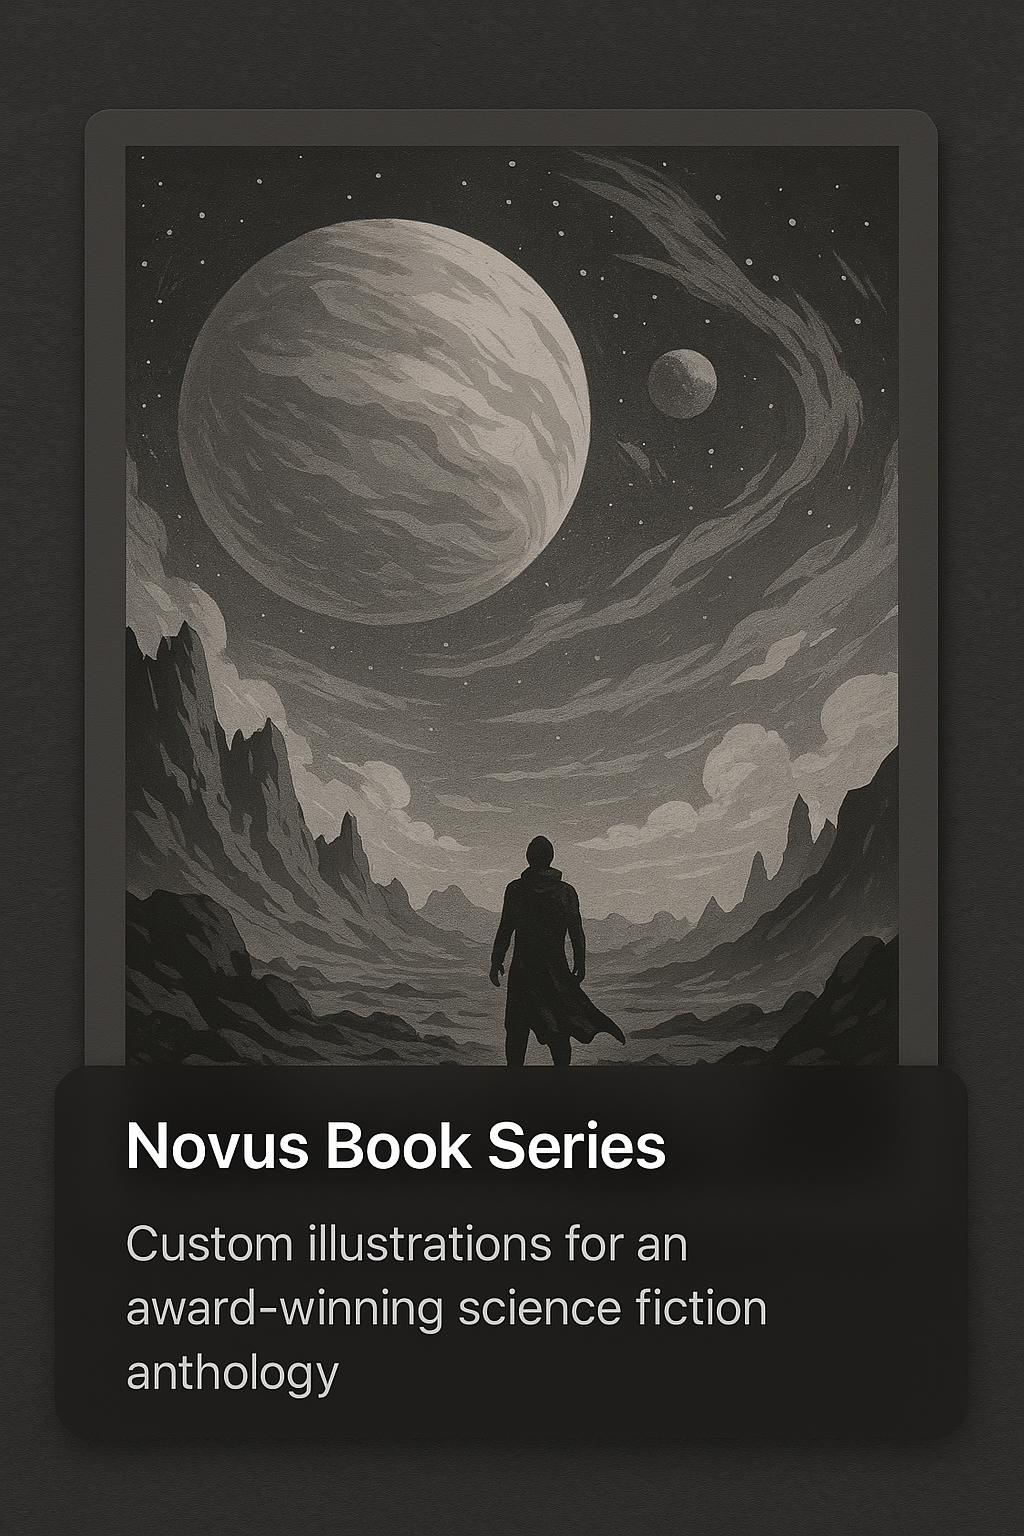 Novus Book Series
Custom illustrations for an
award-winning science fiction
anthology